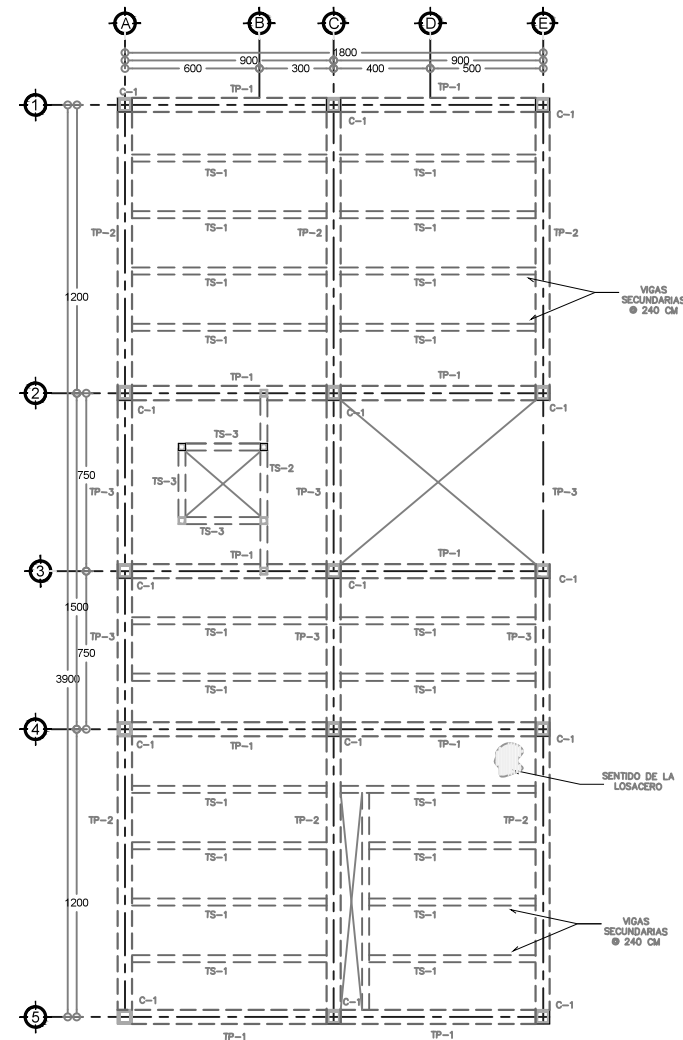 A B C D E
1800
900 900
600 300 400 500
C-1 TP-1 TP-1
1
C-1 C-1
TS-1 TS-1
TP-2 TS-1 TP-2 TS-1 TP-2
TS-1 TS-1
1200
VIGAS
SECUNDARIAS
@ 240 CM
TS-1 TS-1
TP-1 TP-1
2
C-1 C-1 C-1
TS-3
TS-2
750
TS-3
TP-3 TP-3 TP-3
TS-3
TP-1 TP-1
3
C-1 C-1 C-1
1500
TP-3 TS-1 TP-3 TS-1 TP-3
750
3900
TS-1 TS-1
4
C-1 TP-1 C-1 TP-1 C-1
SENTIDO DE LA
LOSACERO
TS-1 TS-1
TP-2 TP-2 TP-2
TS-1 TS-1
1200
TS-1 TS-1
VIGAS
SECUNDARIAS
@ 240 CM
TS-1 TS-1
C-1 C-1 C-1
5
TP-1 TP-1